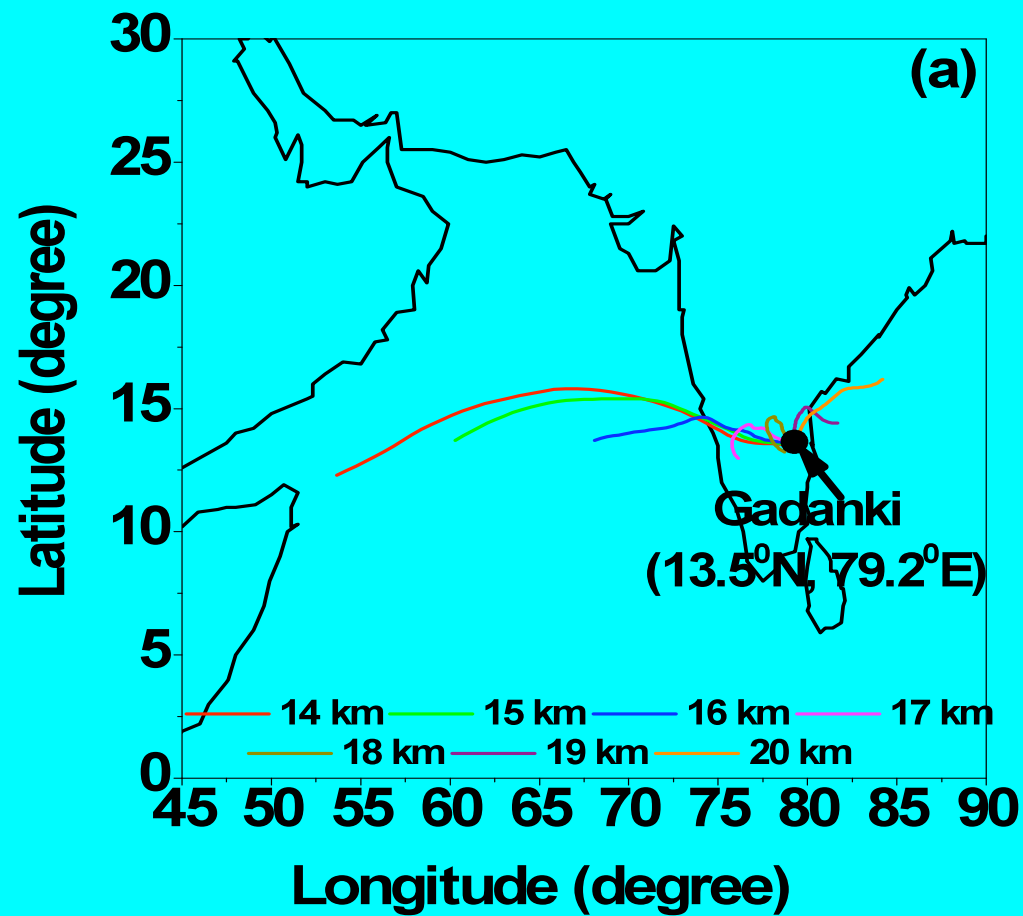 (a)
30
25
20
15
10
5
0
Latitude (degree)
Gadanki
(13.5⁰N, 79.2⁰E)
14 km 15 km 16 km 17 km
18 km 19 km 20 km
45 50 55 60 65 70 75 80 85 90
Longitude (degree)